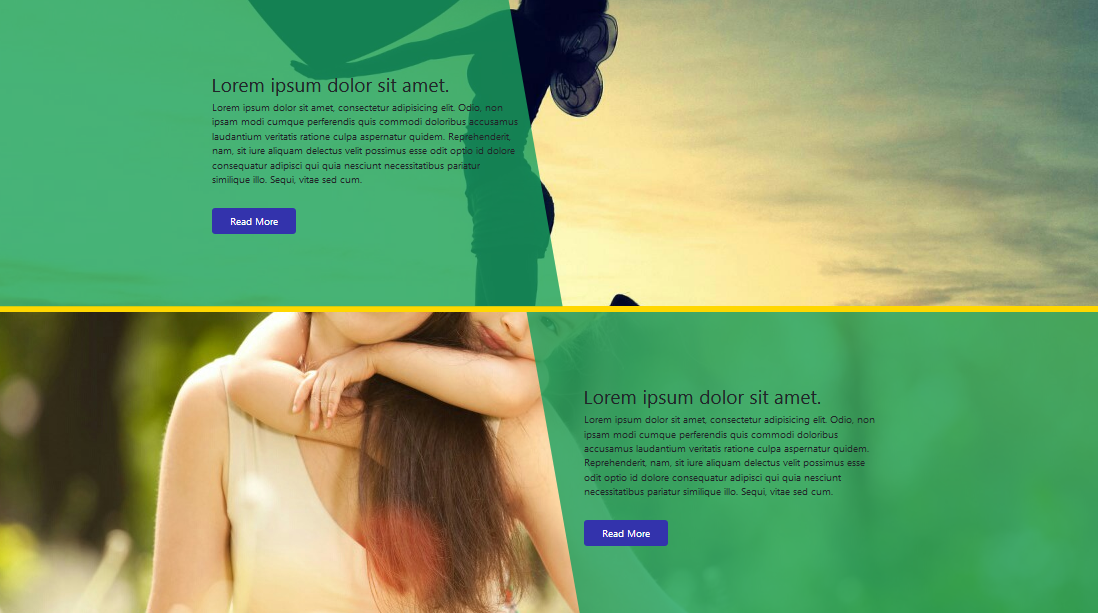 Lorem ipsum dolor sit amet.
Lorem ipsum dolor sit amet, consectetur adipisicing elit. Odio, non
ipsam modi cumque perferendis quis commodi doloribus accusamus
laudantium veritatis ratione culpa aspernatur quidem. Reprehenderit,
nam, sit iure aliquam delectus velit possimus esse odit optio id dolore
consequatur adipisci qui quia nesciunt necessitatibus pariatur
similique illo. Sequi, vitae sed cum.
Read More
Lorem ipsum dolor sit amet.
Lorem ipsum dolor sit amet, consectetur adipisicing elit. Odio, non
ipsam modi cumque perferendis quis commodi doloribus
accusamus laudantium veritatis ratione culpa aspernatur quidem.
Reprehenderit, nam, sit iure aliquam delectus velit possimus esse
odit optio id dolore consequatur adipisci qui quia nesciunt
necessitatibus pariatur similique illo. Sequi, vitae sed cum.
Read More